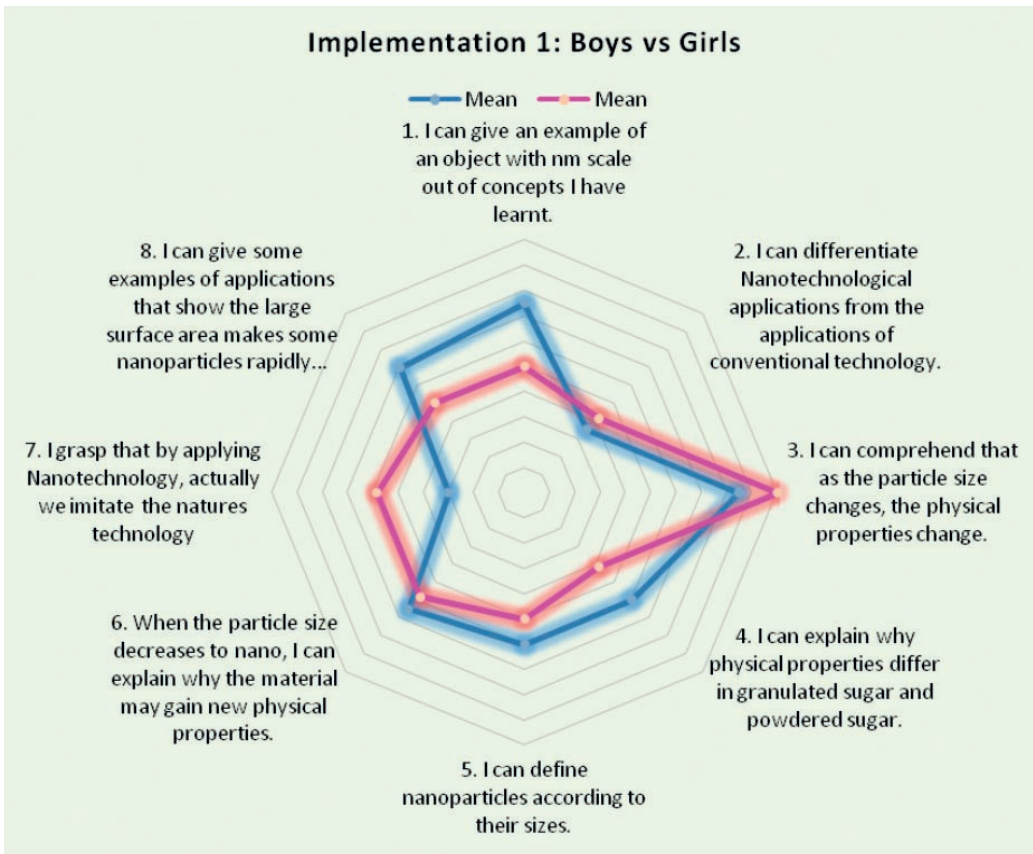 Implementation 1: Boys vs Girls
Mean Mean
1. I can give an example of
an object with nm scale
out of concepts I have
learnt.
2. I can differentiate
Nanotechnological
applications from the
applications of
conventional technology.
3. I can comprehend that
as the particle size
changes, the physical
properties change.
4. I can explain why
physical properties differ
in granulated sugar and
powdered sugar.
5. I can define
nanoparticles according to
their sizes.
6. When the particle size
decreases to nano, I can
explain why the material
may gain new physical
properties.
7. I grasp that by applying
Nanotechnology, actually
we imitate the natures
technology
8. I can give some
examples of applications
that show the large
surface area makes some
nanoparticles rapidly...